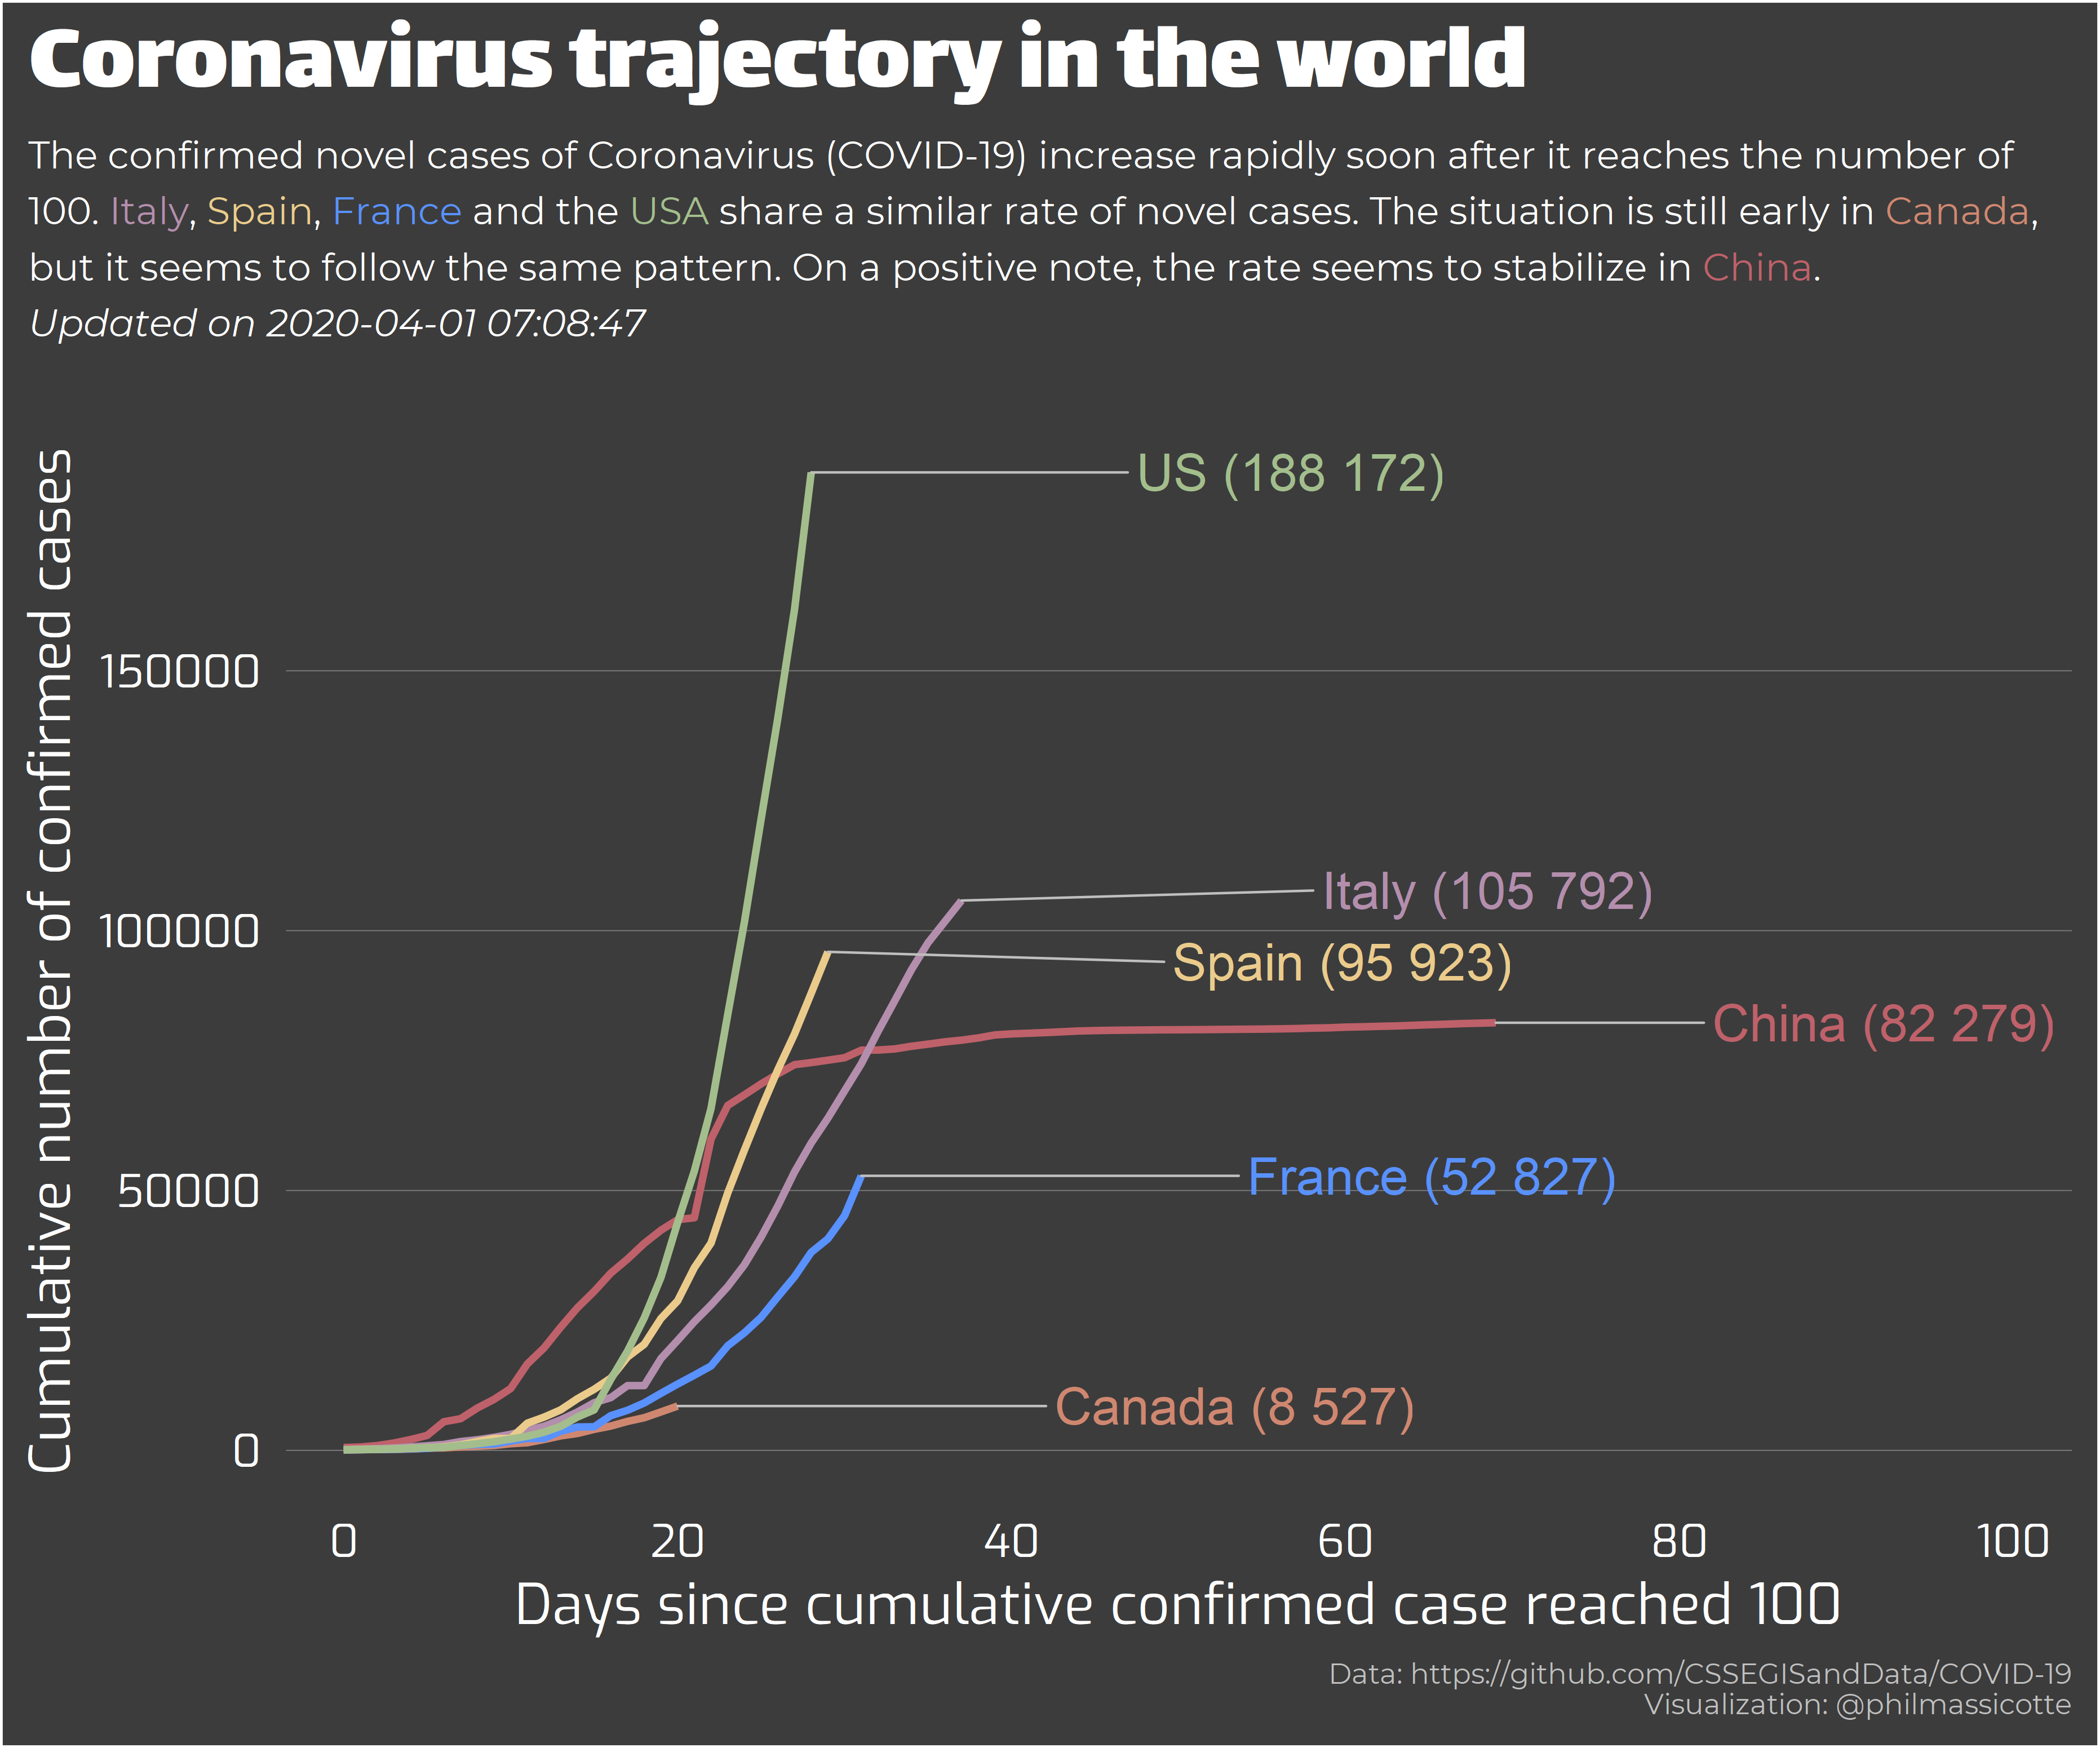 Coronavirus trajectory in the world
The confirmed novel cases of Coronavirus (COVID-19) increase rapidly soon after it reaches the number of
100. Italy, Spain, France and the USA share a similar rate of novel cases. The situation is still early in Canada,
but it seems to follow the same pattern. On a positive note, the rate seems to stabilize in China.
Updated on 2020-04-01 07:08:47
Cumulative number of confirmed cases
150000
100000
50000
0
US (188 172)
Italy (105 792)
Spain (95 923)
China (82 279)
France (52 827)
Canada (8 527)
0 20 40 60 80 100
Days since cumulative confirmed case reached 100
Data: https://github.com/CSSEGISandData/COVID-19
Visualization: @philmassicotte